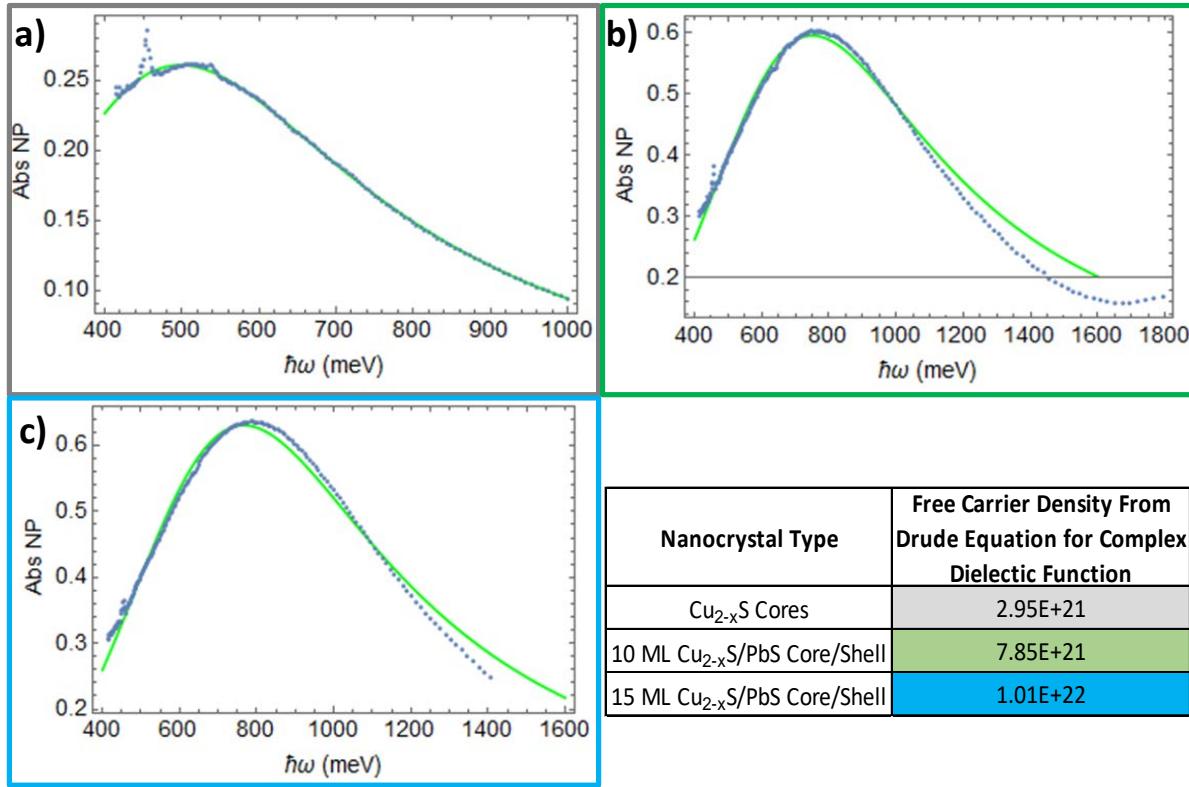 a)
Abs NP
0.25
0.20
0.15
0.10
400 500 600 700 800 900 1000
ħω (meV)
b)
Abs NP
0.6
0.5
0.4
0.3
0.2
400 600 800 1000 1200 1400 1600 1800
ħω (meV)
c)
Abs NP
0.6
0.5
0.4
0.3
0.2
400 600 800 1000 1200 1400 1600
ħω (meV)
Nanocrystal Type
Free Carrier Density From
Drude Equation for Complex
Dielectic Function
Cu₂₋ₓS Cores 2.95E+21
10 ML Cu₂₋ₓS/PbS Core/Shell 7.85E+21
15 ML Cu₂₋ₓS/PbS Core/Shell 1.01E+22